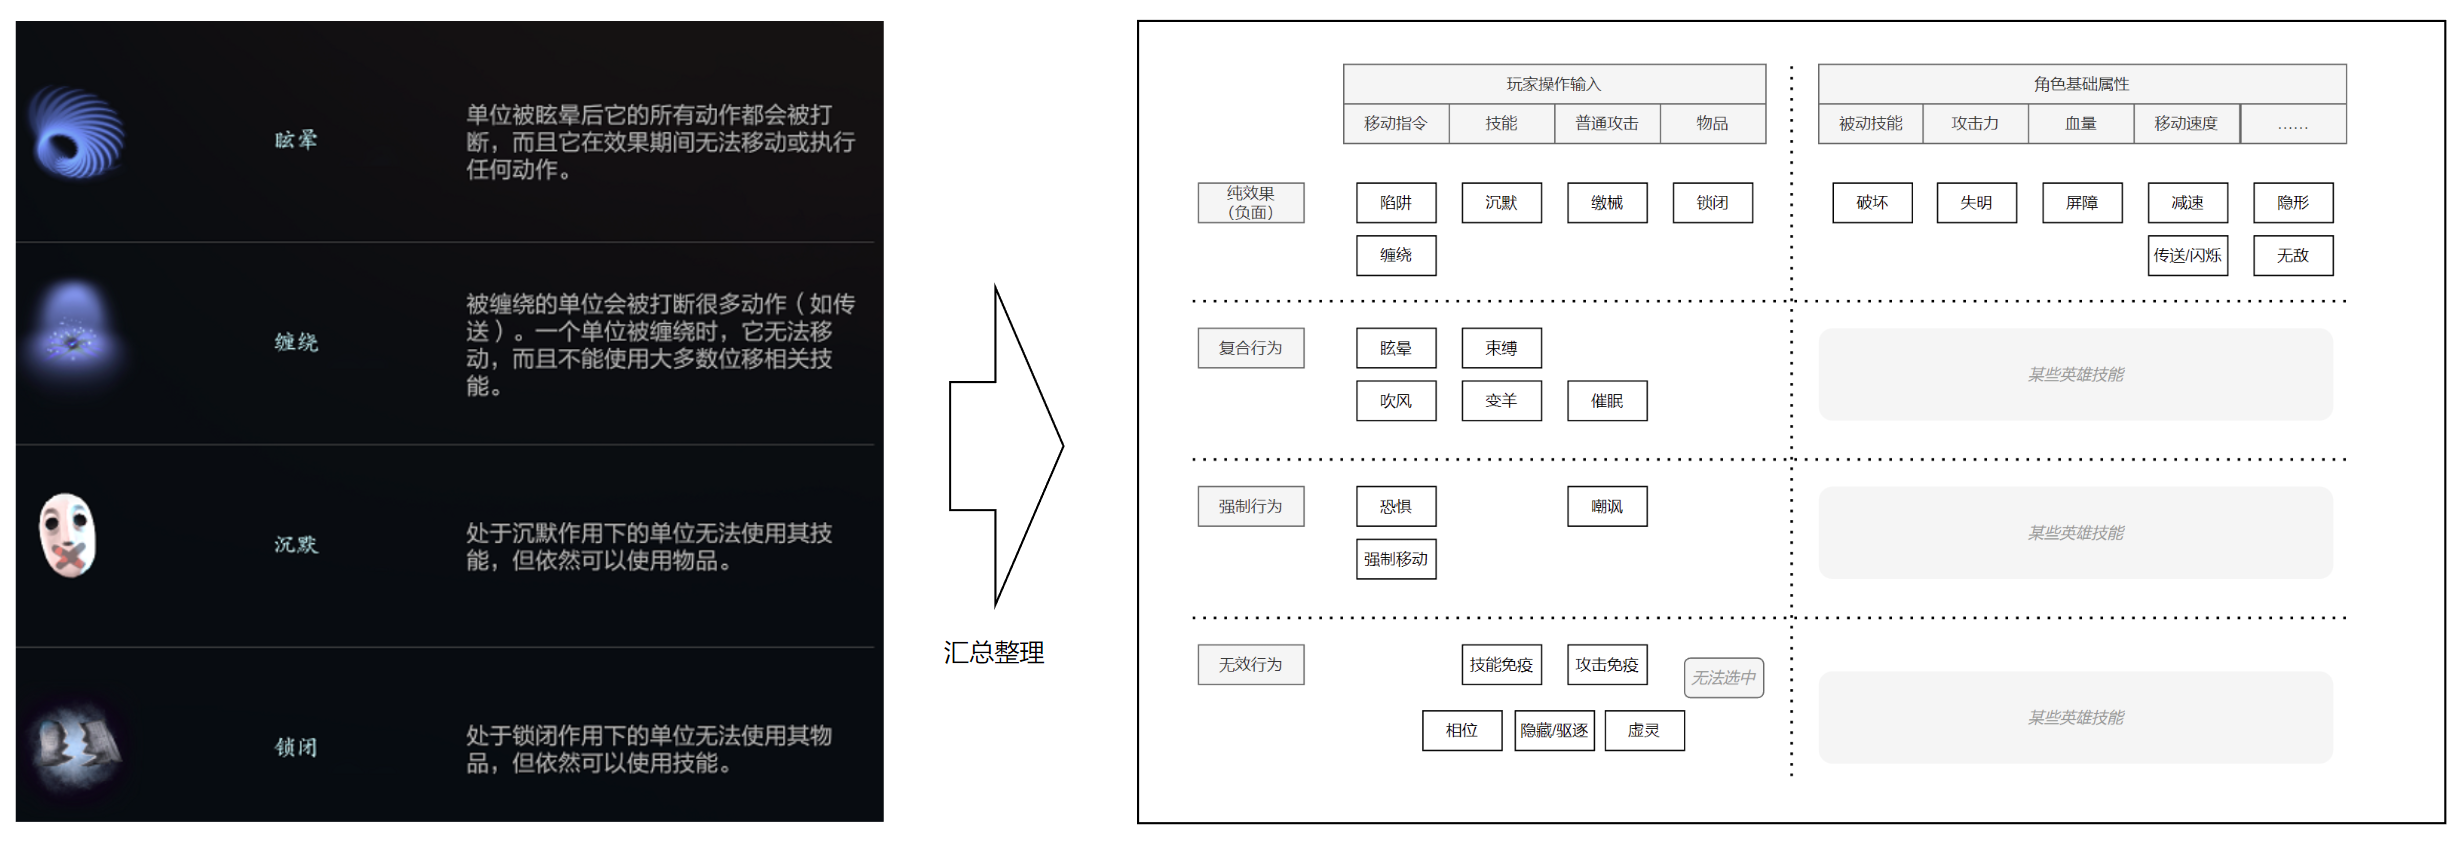 眩晕
单位被眩晕后它的所有动作都会被打
断，而且它在效果期间无法移动或执行
任何动作。
缠绕
被缠绕的单位会被打断很多动作（如传
送）。一个单位被缠绕时，它无法移
动，而且不能使用大多数位移相关技
能。
沉默
处于沉默作用下的单位无法使用其技
能，但依然可以使用物品。
锁闭
处于锁闭作用下的单位无法使用其物
品，但依然可以使用技能。
汇总整理
玩家操作输入
角色基础属性
移动指令 技能 普通攻击 物品
被动技能 攻击力 血量 移动速度 ……
纯效果
（负面）
陷阱 沉默 缴械 锁闭
破坏 失明 屏障 减速 隐形
缠绕
传送/闪烁 无敌
复合行为
眩晕 束缚
吹风 变羊 催眠
某些英雄技能
强制行为
恐惧 嘲讽
强制移动
某些英雄技能
无效行为
技能免疫 攻击免疫 无法选中
相位 隐藏/驱逐 虚灵
某些英雄技能